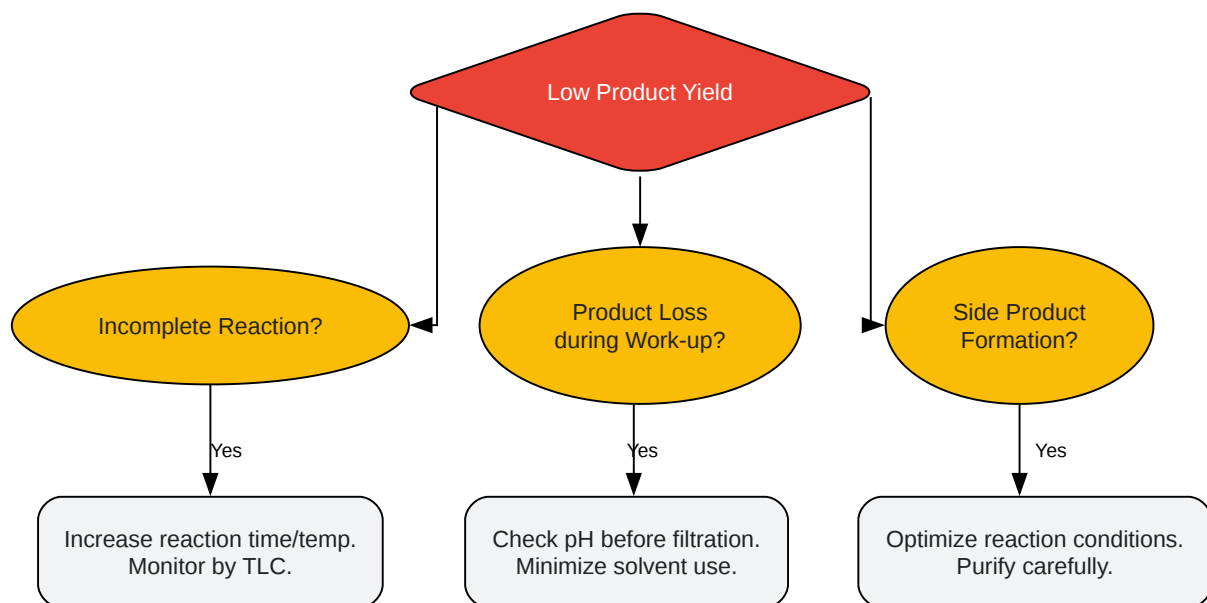 Low Product Yield
Incomplete Reaction?
Product Loss
during Work-up?
Side Product
Formation?
Yes
Yes
Yes
Increase reaction time/temp.
Monitor by TLC.
Check pH before filtration.
Minimize solvent use.
Optimize reaction conditions.
Purify carefully.